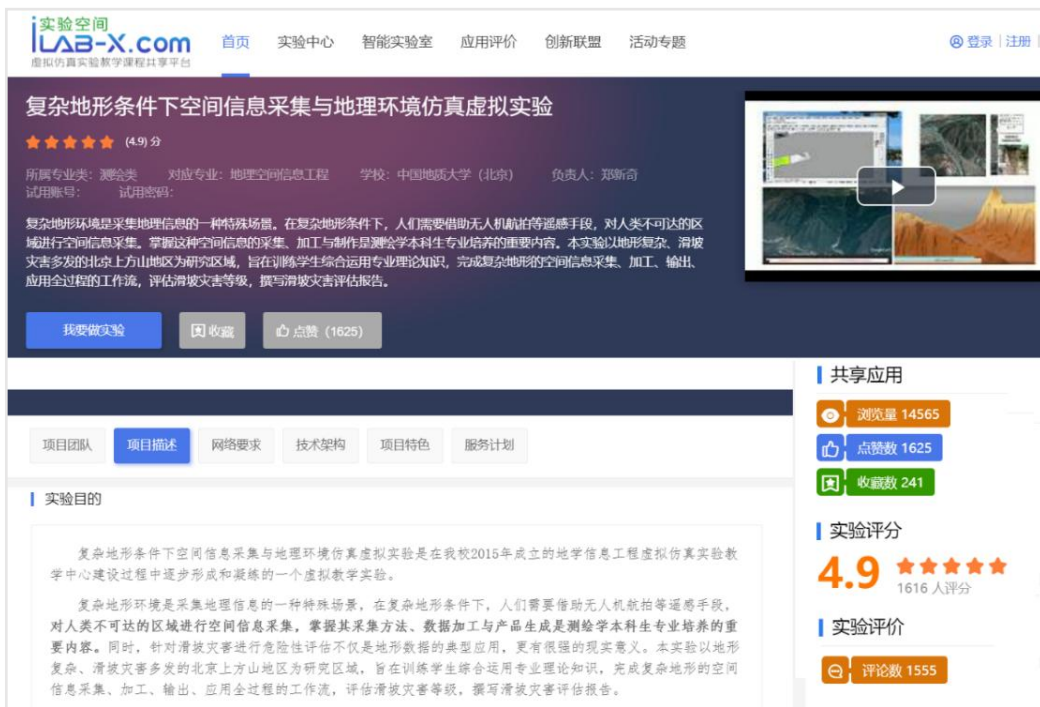 实验空间
iLAB-X.com
虚拟仿真实验教学课程共享平台
首页 实验中心 智能实验室 应用评价 创新联盟 活动专题
登录 | 注册
复杂地形条件下空间信息采集与地理环境仿真虚拟实验
(4.9) 分
所属专业类：测绘类 对应专业：地理空间信息工程 学校：中国地质大学（北京） 负责人：郑新奇
试用账号： 试用密码：
复杂地形环境是采集地理信息的一种特殊场景。在复杂地形条件下，人们需要借助无人机航拍等遥感手段，对人类不可达的区
域进行空间信息采集。掌握这种空间信息的采集、加工与制作是测绘学本科生专业培养的重要内容。本实验以地形复杂、滑坡
灾害多发的北京上方山地区为研究区域，旨在训练学生综合运用专业理论知识，完成复杂地形的空间信息采集、加工、输出、
应用全过程的工作流，评估滑坡灾害等级，撰写滑坡灾害评估报告。
我要做实验 收藏 点赞（1625）
共享应用
浏览量 14565
点赞数 1625
收藏数 241
项目团队 项目描述 网络要求 技术架构 项目特色 服务计划
实验目的
复杂地形条件下空间信息采集与地理环境仿真虚拟实验是在我校2015年成立的地学信息工程虚拟仿真实验教
学中心建设过程中逐步形成和凝练的一个虚拟教学实验。
复杂地形环境是采集地理信息的一种特殊场景，在复杂地形条件下，人们需要借助无人机航拍等遥感手段，
对人类不可达的区域进行空间信息采集，掌握其采集方法、数据加工与产品生成是测绘学本科生专业培养的重
要内容。同时，针对滑坡灾害进行危险性评估不仅是地形数据的典型应用，更有很强的现实意义。本实验以地形
复杂、滑坡灾害多发的北京上方山地区为研究区域，旨在训练学生综合运用专业理论知识，完成复杂地形的空间
信息采集、加工、输出、应用全过程的工作流，评估滑坡灾害等级，撰写滑坡灾害评估报告。
实验评分
4.9
1616 人评分
实验评价
评论数 1555